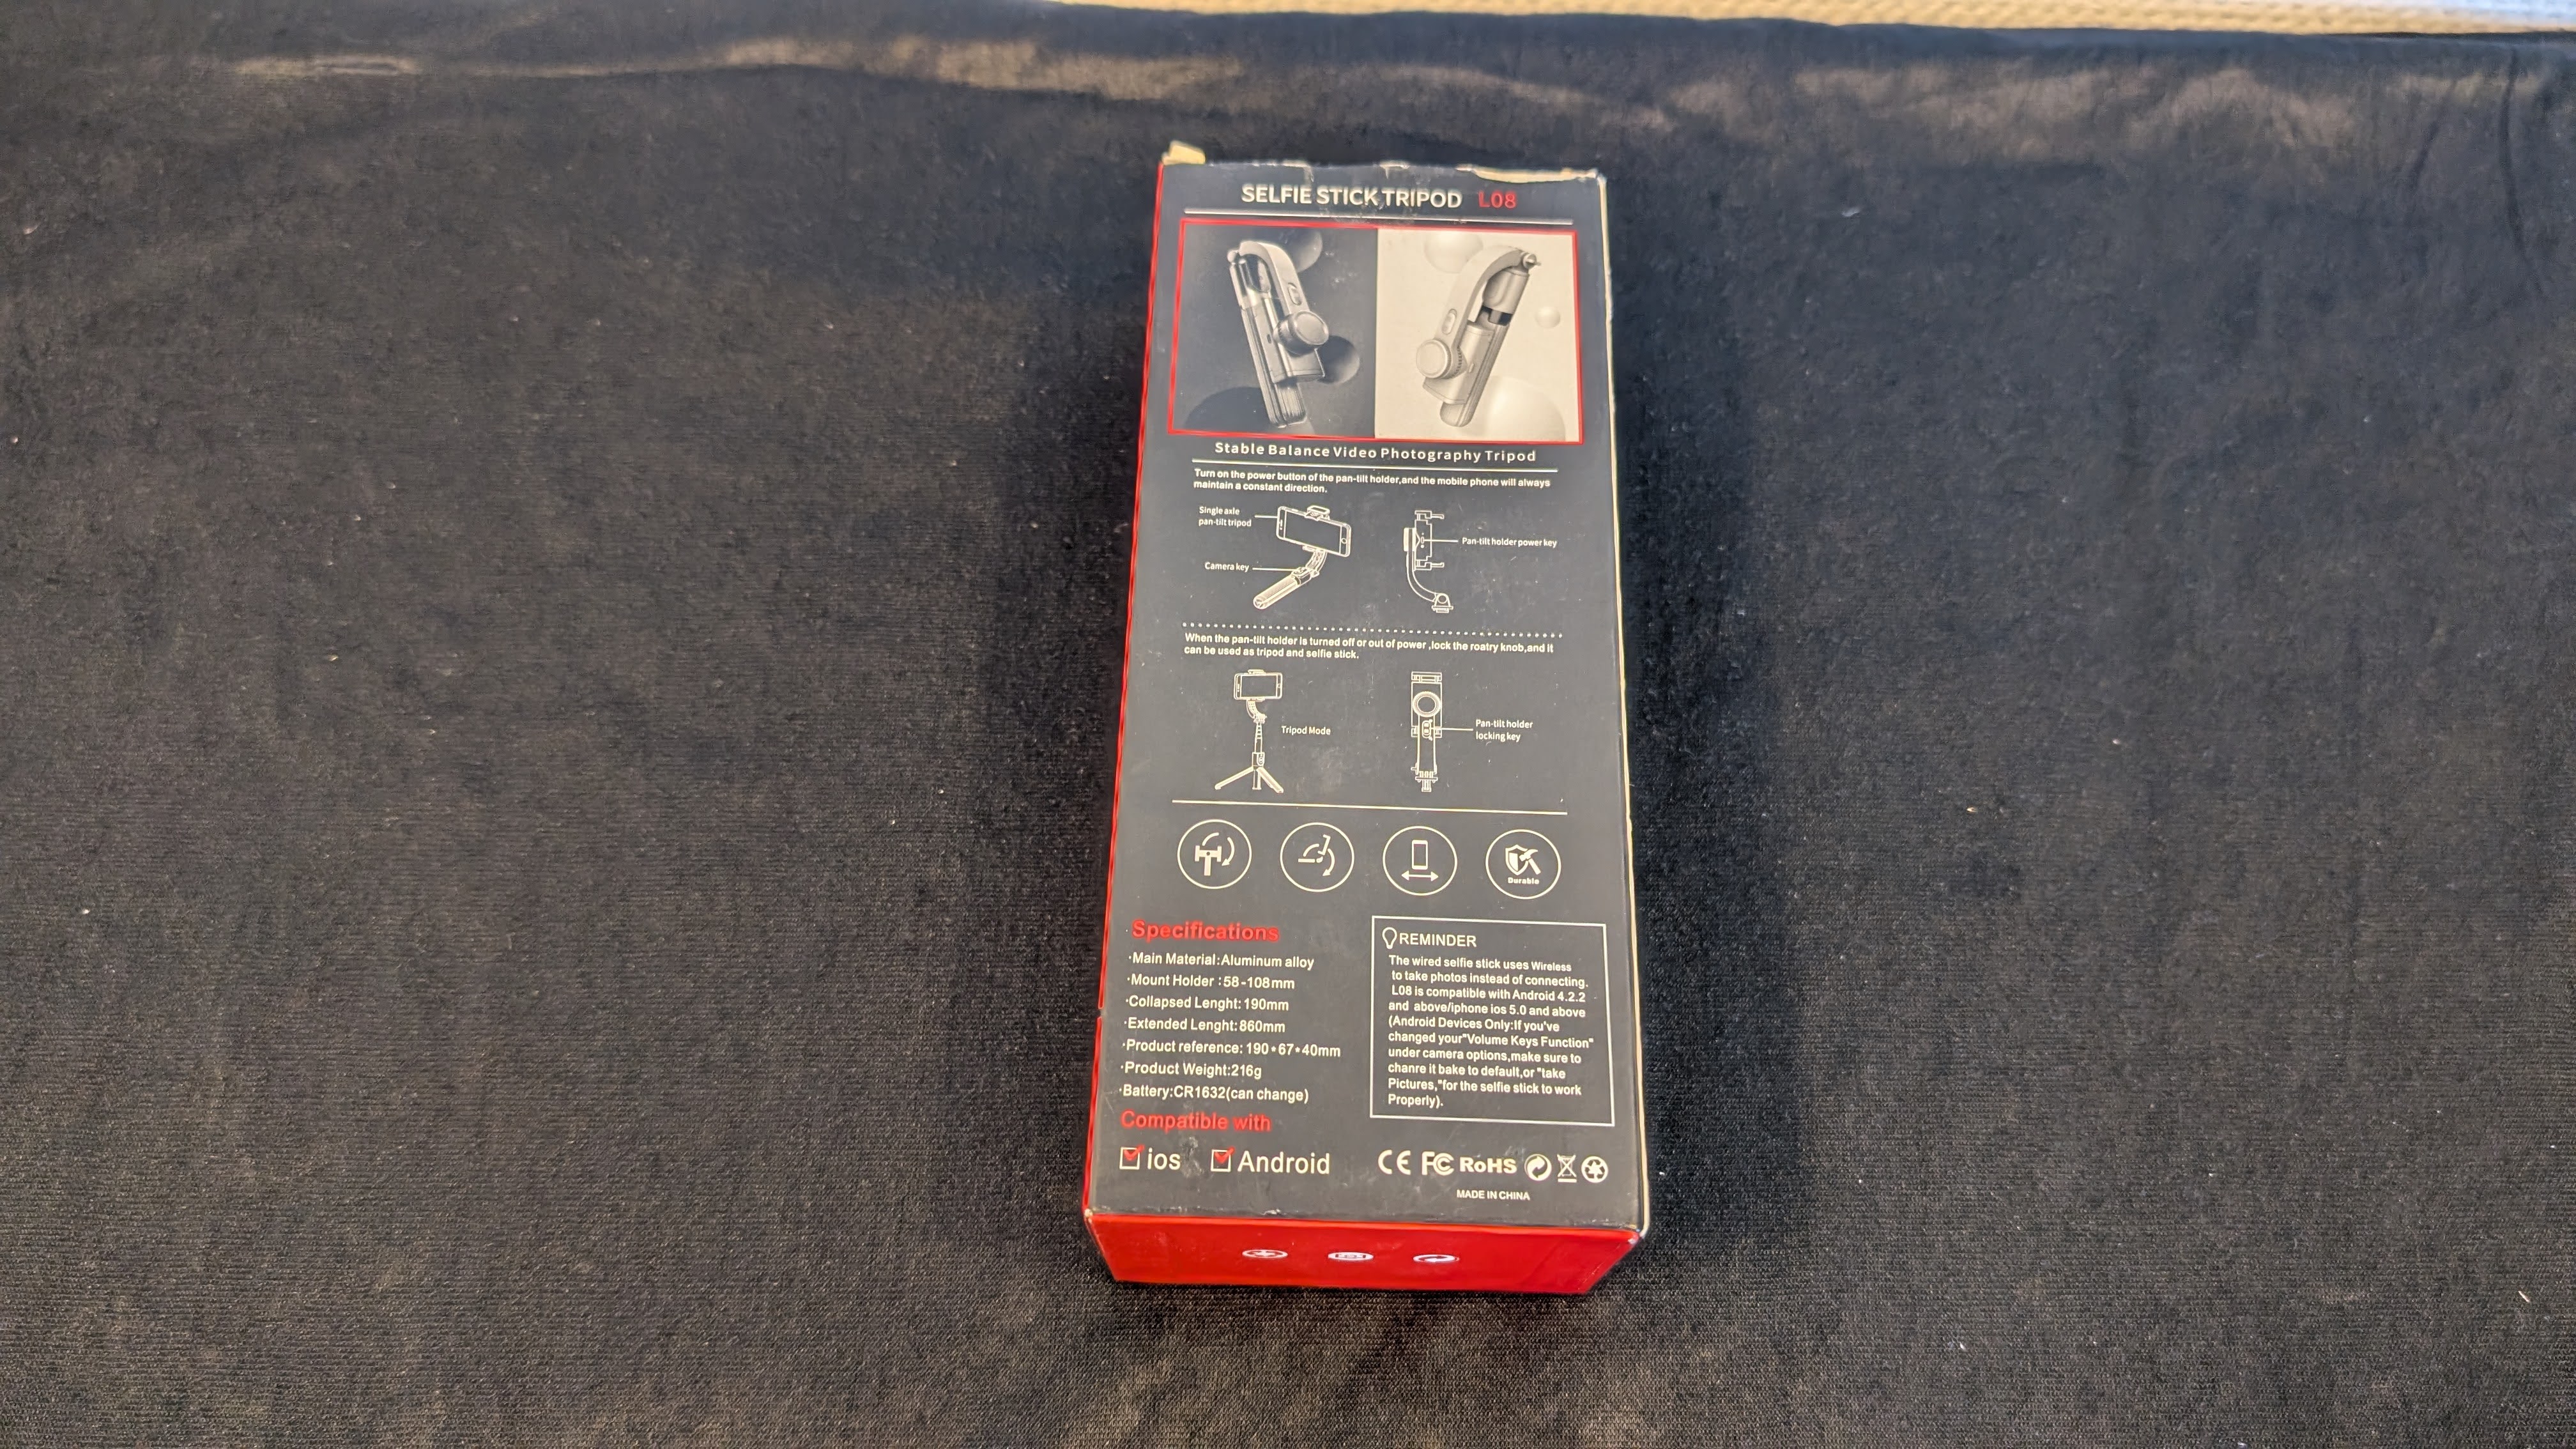 SELFIE STICK TRIPOD L08
Stable Balance Video Photography Tripod
Turn on the power button of the pan-tilt holder,and the mobile phone will always
maintain a constant direction.
Single axle
pan-tilt tripod
Camera key
Pan-tilt holder power key
When the pan-tilt holder is turned off or out of power ,lock the roatry knob,and it
can be used as tripod and selfie stick.
Tripod Mode
Pan-tilt holder
locking key
Durable
Specifications
·Main Material:Aluminum alloy
·Mount Holder :58-108mm
·Collapsed Lenght: 190mm
·Extended Lenght: 860mm
·Product reference: 190*67*40mm
·Product Weight:216g
·Battery:CR1632(can change)
Compatible with
ios Android
REMINDER
The wired selfie stick uses Wireless
to take photos instead of connecting.
L08 is compatible with Android 4.2.2
and above/iphone ios 5.0 and above
(Android Devices Only:If you've
changed your"Volume Keys Function"
under camera options,make sure to
chanre it bake to default,or "take
Pictures,"for the selfie stick to work
Properly).
CE FC RoHS
MADE IN CHINA